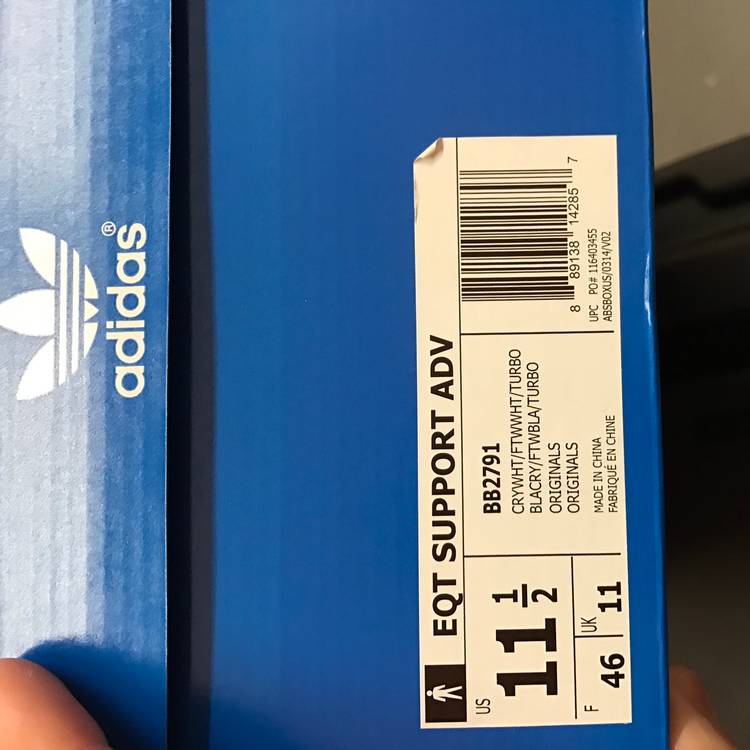 adidas®
EQT SUPPORT ADV
US
11 1/2
F 46
UK 11
BB2791
CRYWHT/FTWWHT/TURBO
BLACRY/FTWBLA/TURBO
ORIGINALS
ORIGINALS
MADE IN CHINA
FABRIQUÉ EN CHINE
8 89138 14285 7
UPC PO# 116403455
ABSBOXUS/0314/V02